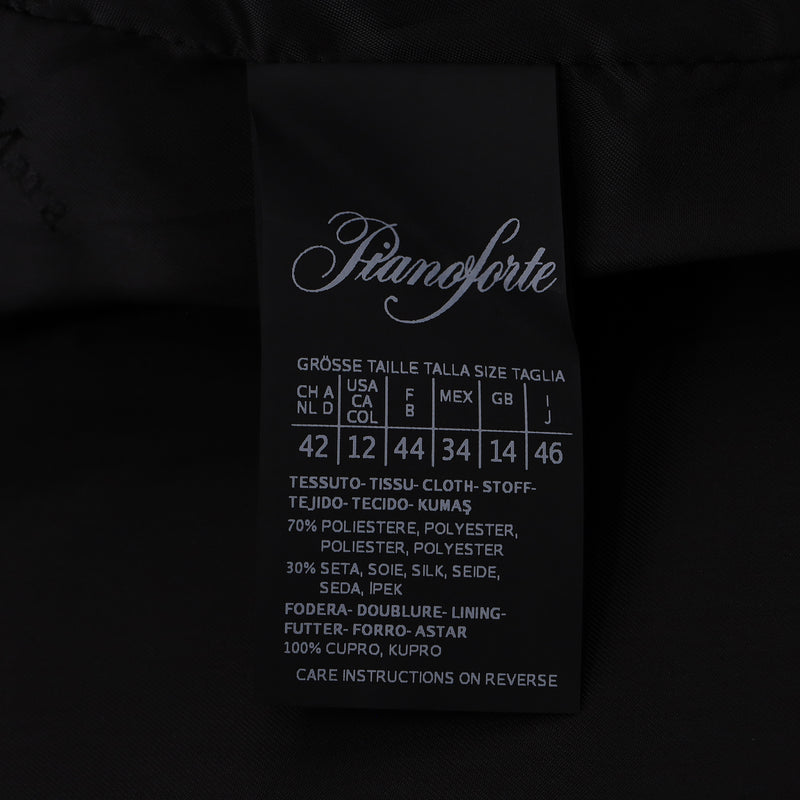 Pianoforte
GRÖSSE TAILLE TALLA SIZE TAGLIA
CH A NL D USA CA COL F B MEX GB I J
42 12 44 34 14 46
TESSUTO- TISSU- CLOTH- STOFF-
TEJIDO- TECIDO- KUMAŞ
70% POLIESTERE, POLYESTER,
POLIESTER, POLYESTER
30% SETA, SOIE, SILK, SEIDE,
SEDA, İPEK
FODERA- DOUBLURE- LINING-
FUTTER- FORRO- ASTAR
100% CUPRO, KUPRO
CARE INSTRUCTIONS ON REVERSE